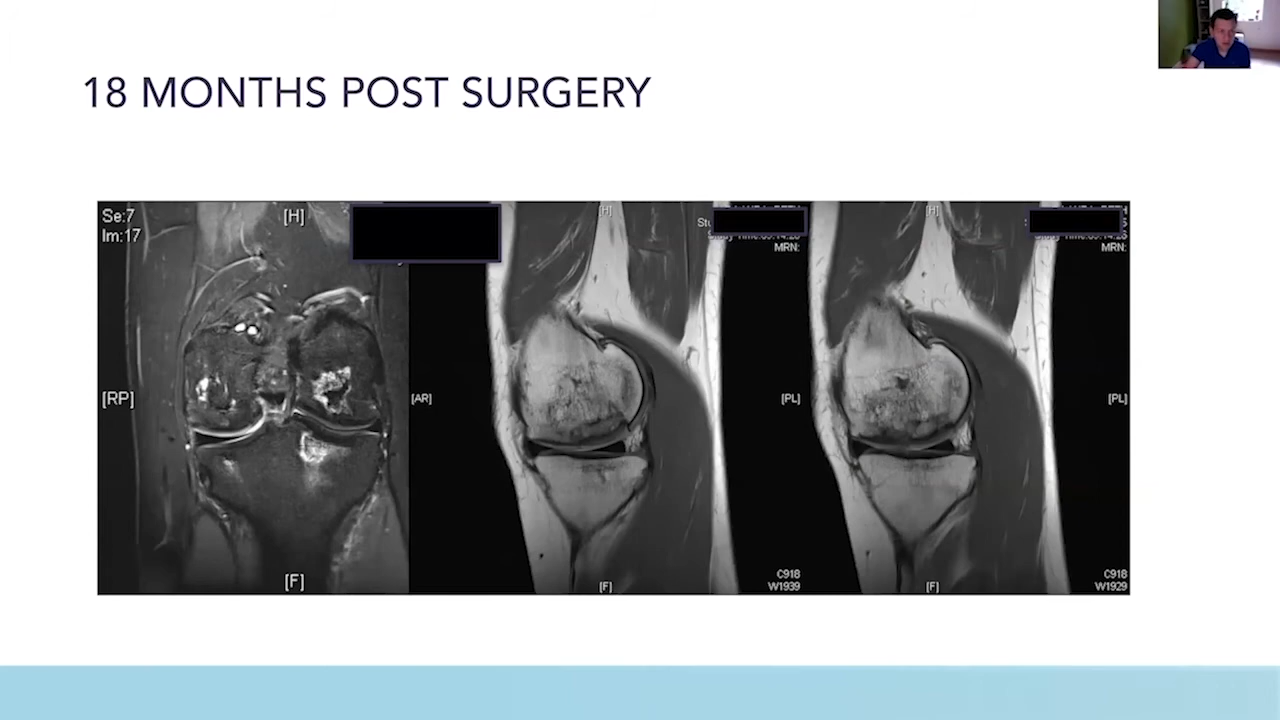 18 MONTHS POST SURGERY
Se:7
Im:17
[H]
[RP]
[F]
[H]
MRN:
[AR]
[PL]
[F]
C918
W1939
[H]
MRN:
[PL]
[F]
C918
W1929